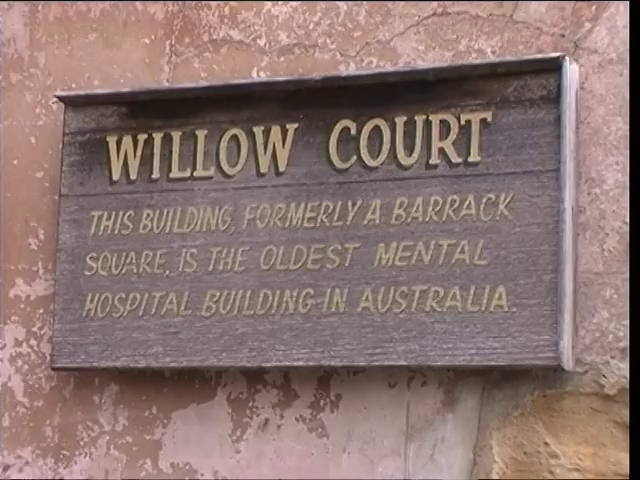 WILLOW COURT
THIS BUILDING, FORMERLY A BARRACK
SQUARE, IS THE OLDEST MENTAL
HOSPITAL BUILDING IN AUSTRALIA.